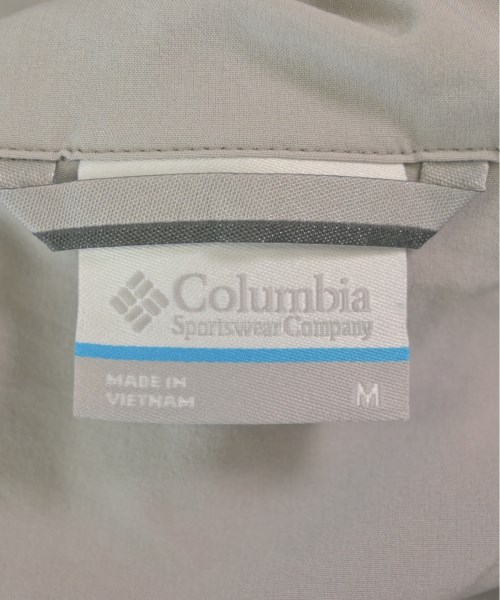 Columbia
Sportswear Company
MADE IN
VIETNAM
M